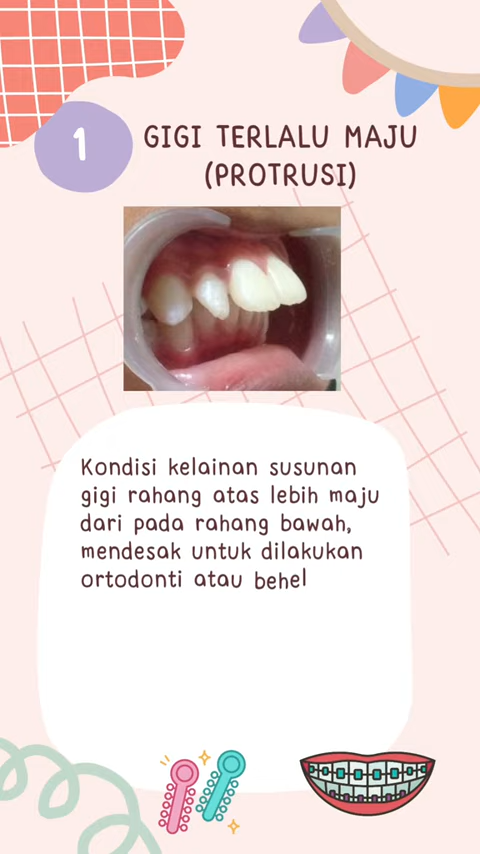 1
GIGI TERLALU MAJU
(PROTRUSI)
Kondisi kelainan susunan
gigi rahang atas lebih maju
dari pada rahang bawah,
mendesak untuk dilakukan
ortodonti atau behel